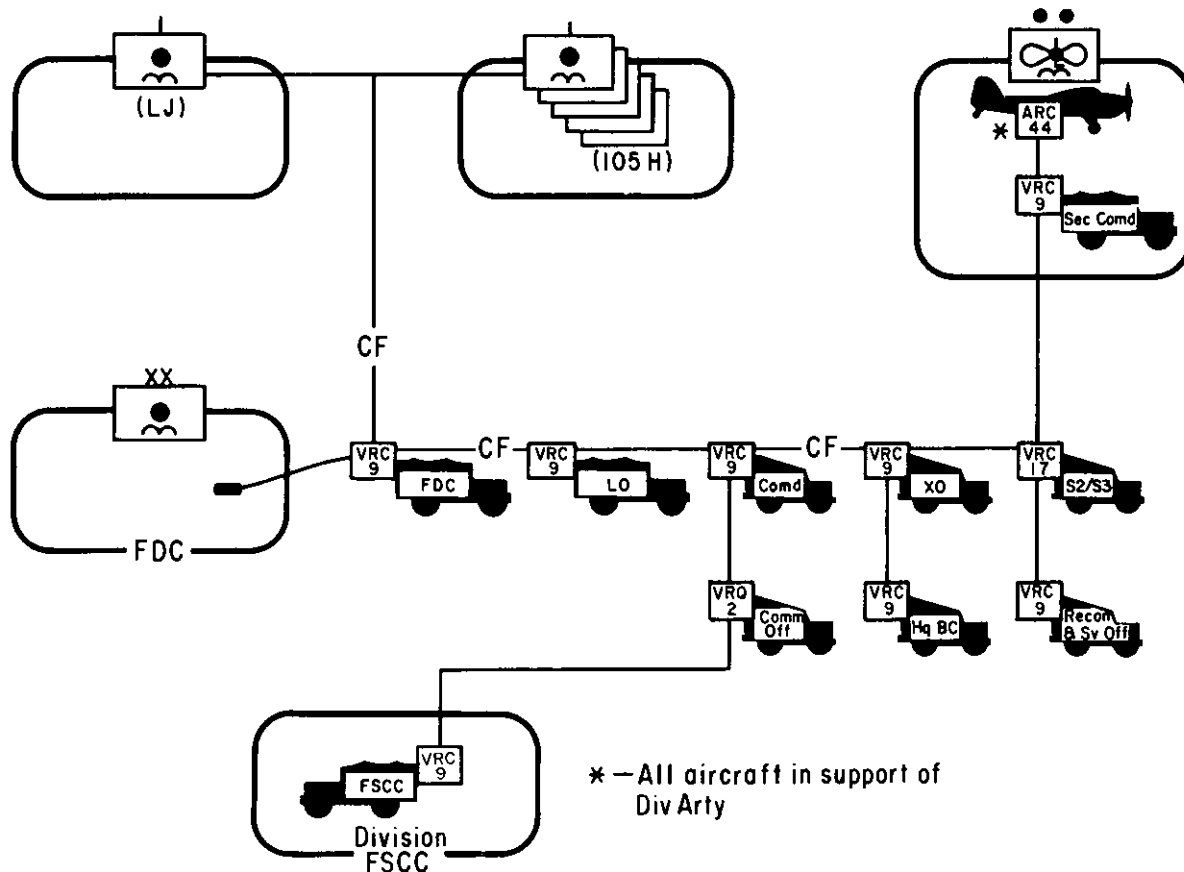 (LJ)
(105 H)
ARC
44
*
VRC
9
Sec Comd
CF
XX
VRC
9
FDC
CF
VRC
9
LO
VRC
9
Comd
CF
VRC
9
XO
VRC
17
S2/S3
FDC
VRQ
2
Comm
Off
VRC
9
Hq BC
VRC
9
Recon
& Sv Off
VRC
9
FSCC
Division
FSCC
* — All aircraft in support of
Div Arty